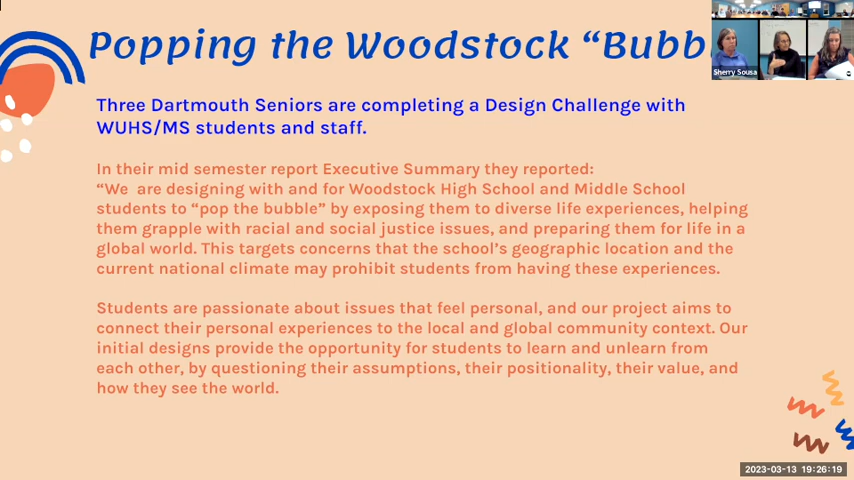 Popping the Woodstock “Bubb
Sherry Sousa
Three Dartmouth Seniors are completing a Design Challenge with
WUHS/MS students and staff.
In their mid semester report Executive Summary they reported:
“We are designing with and for Woodstock High School and Middle School
students to “pop the bubble” by exposing them to diverse life experiences, helping
them grapple with racial and social justice issues, and preparing them for life in a
global world. This targets concerns that the school’s geographic location and the
current national climate may prohibit students from having these experiences.
Students are passionate about issues that feel personal, and our project aims to
connect their personal experiences to the local and global community context. Our
initial designs provide the opportunity for students to learn and unlearn from
each other, by questioning their assumptions, their positionality, their value, and
how they see the world.
2023-03-13 19:26:19